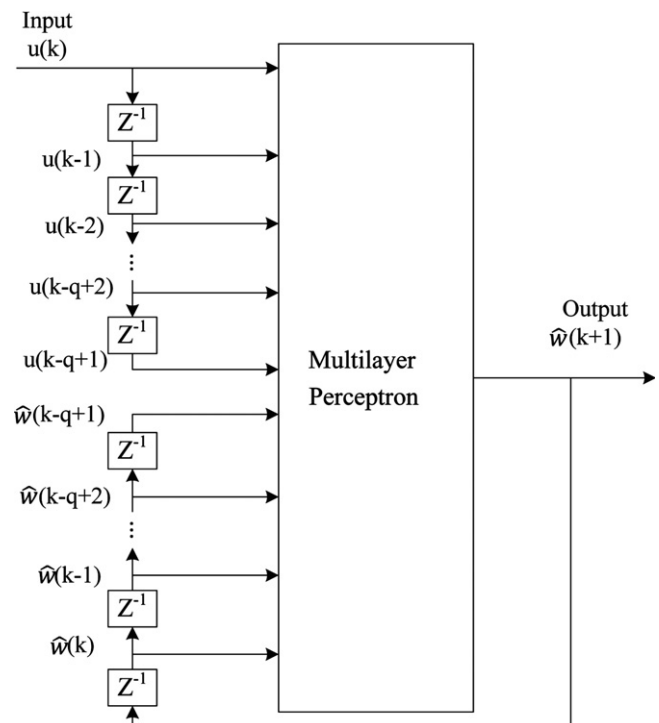 Input
u(k)
Z⁻¹
u(k-1)
Z⁻¹
u(k-2)
⋮
u(k-q+2)
Z⁻¹
u(k-q+1)
ŵ(k-q+1)
Z⁻¹
ŵ(k-q+2)
⋮
ŵ(k-1)
Z⁻¹
ŵ(k)
Z⁻¹
Multilayer
Perceptron
Output
ŵ(k+1)